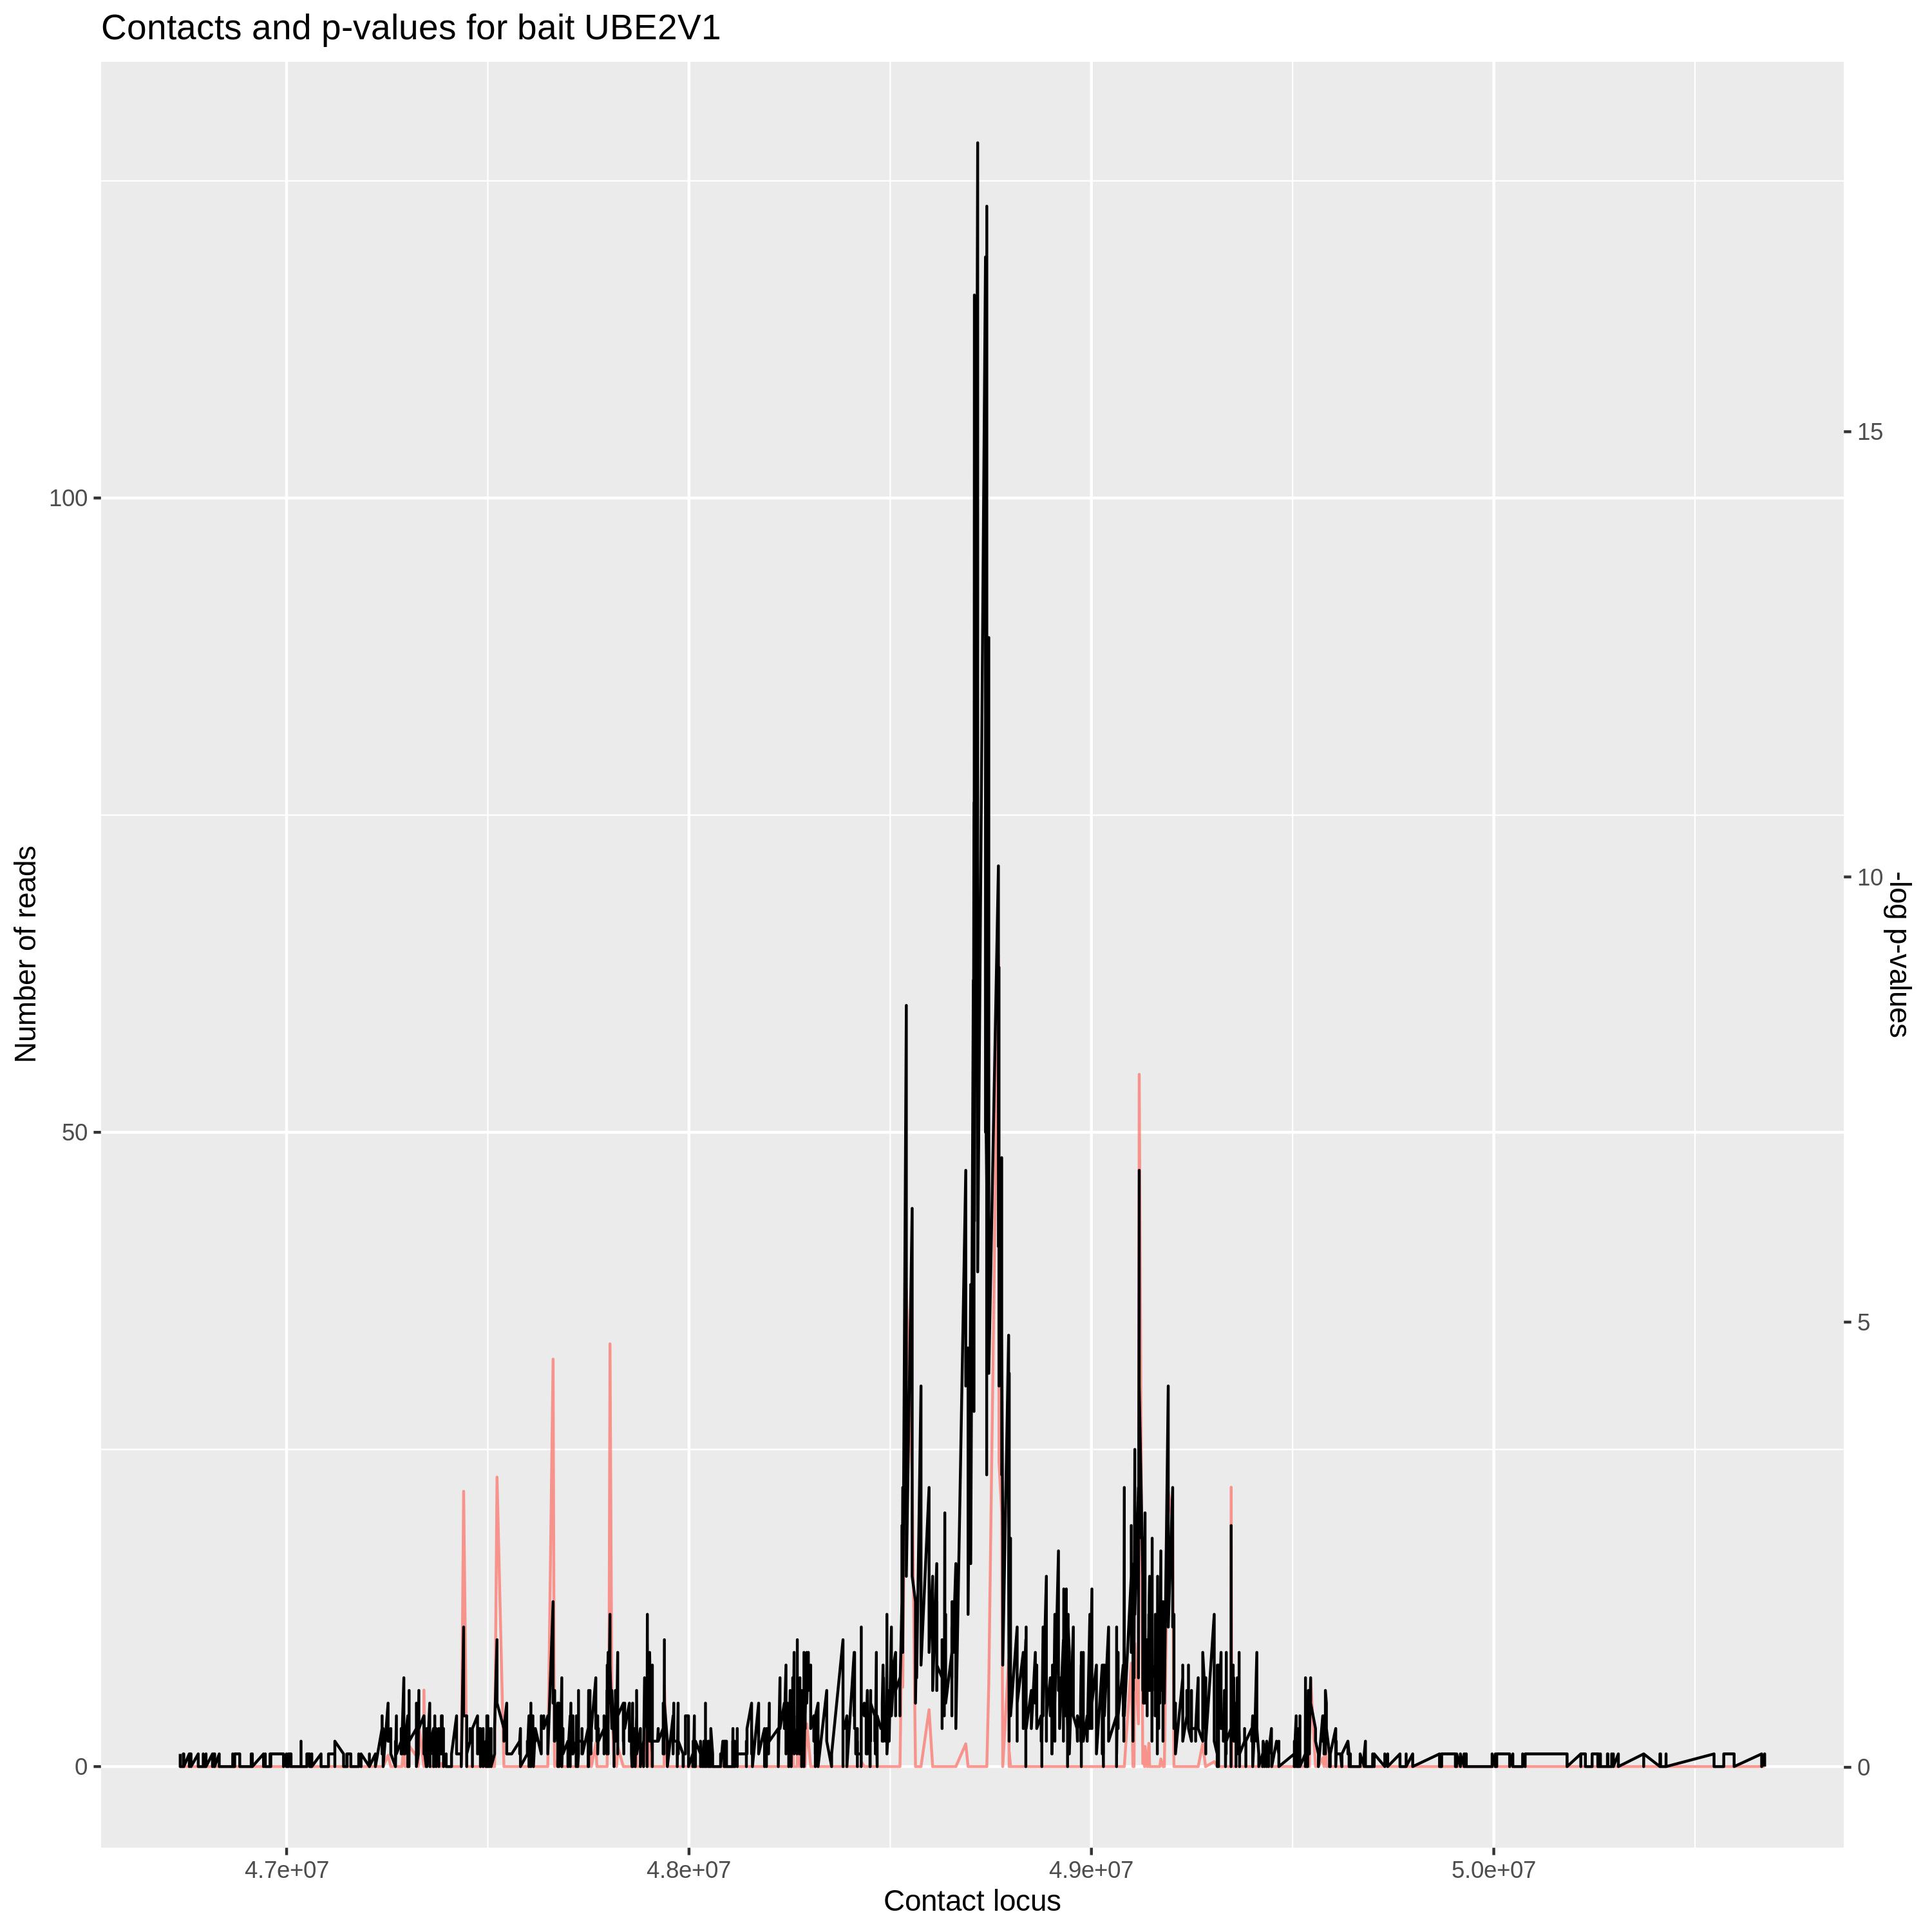 Contacts and p-values for bait UBE2V1
Number of reads
100
50
0
15
10
5
0
-log p-values
4.7e+07
4.8e+07
4.9e+07
5.0e+07
Contact locus